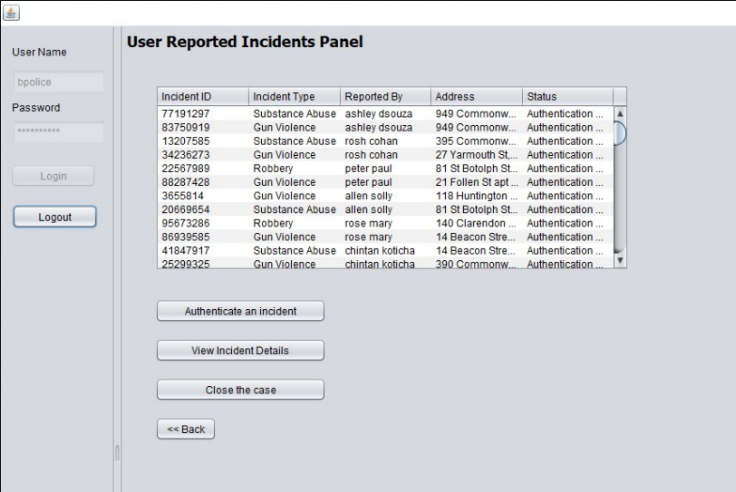 User Reported Incidents Panel
User Name
bpolice
Password
**********
Login
Logout
Incident ID Incident Type Reported By Address Status
77191297 Substance Abuse ashley dsouza 949 Commonw... Authentication ...
83750919 Gun Violence ashley dsouza 949 Commonw... Authentication ...
13207585 Substance Abuse rosh cohan 395 Commonw... Authentication ...
34236273 Gun Violence rosh cohan 27 Yarmouth St,... Authentication ...
22567989 Robbery peter paul 81 St Botolph St... Authentication ...
88287428 Gun Violence peter paul 21 Follen St apt ... Authentication ...
3655814 Gun Violence allen solly 118 Huntington ... Authentication ...
20669654 Substance Abuse allen solly 81 St Botolph St... Authentication ...
95673286 Robbery rose mary 140 Clarendon ... Authentication ...
86939585 Gun Violence rose mary 14 Beacon Stre... Authentication ...
41847917 Substance Abuse chintan koticha 14 Beacon Stre... Authentication ...
25299325 Gun Violence chintan koticha 390 Commonw... Authentication ...
Authenticate an incident
View Incident Details
Close the case
<< Back